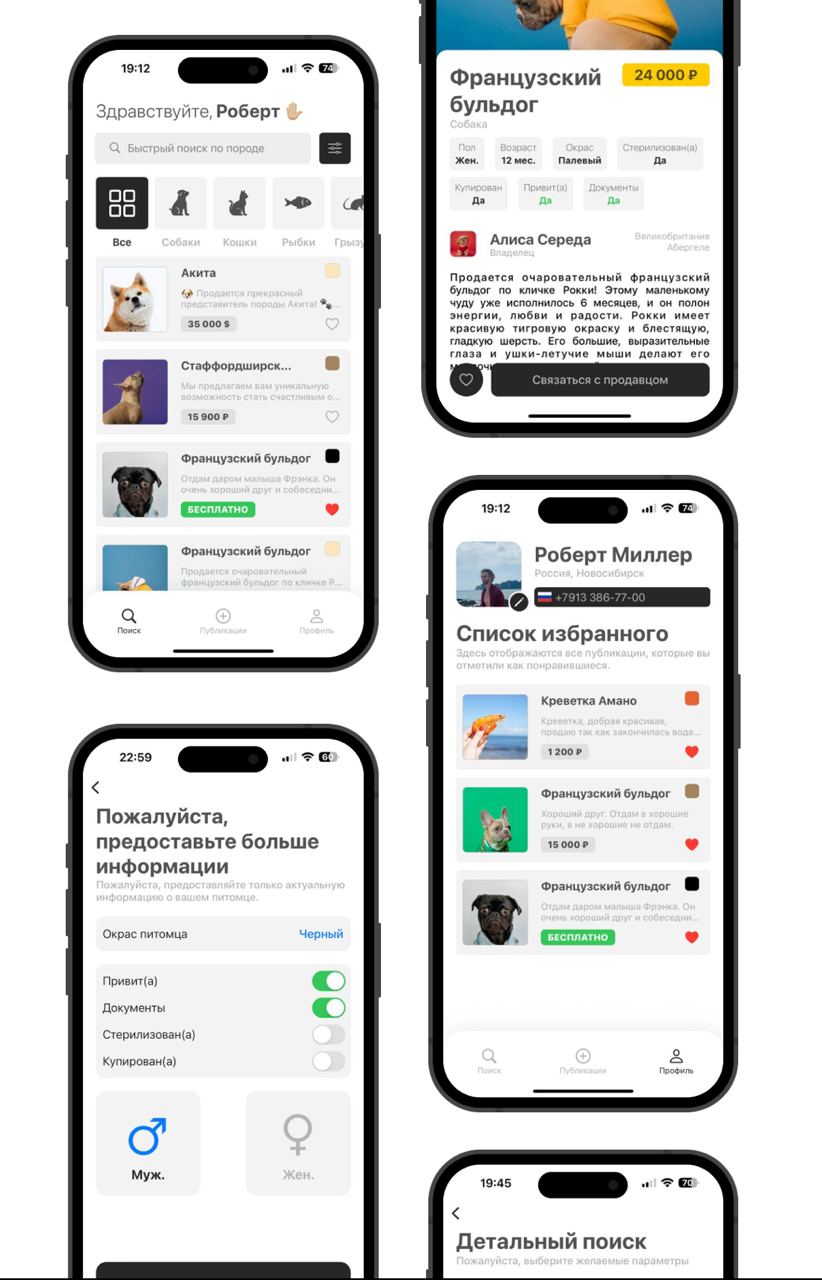 19:12
74
Здравствуйте, Роберт 🖐🏼
Быстрый поиск по породе
Все
Собаки
Кошки
Рыбки
Грызу
Акита
🐶 Продается прекрасный
представитель породы Акита! 🐾...
35 000 $
Стаффордширск...
Мы предлагаем вам уникальную
возможность стать счастливым о...
15 900 ₽
Французский бульдог
Отдам даром малыша Фрэнка. Он
очень хороший друг и собеседни...
БЕСПЛАТНО
Французский бульдог
Продается очаровательный
французский бульдог по кличке Р...
Поиск
Публикации
Профиль
Французский
бульдог
24 000 ₽
Собака
Пол
Жен.
Возраст
12 мес.
Окрас
Палевый
Стерилизован(а)
Да
Купирован
Да
Привит(а)
Да
Документы
Да
Алиса Середа
Владелец
Великобритания
Абергеле
Продается очаровательный французский
бульдог по кличке Рокки! Этому маленькому
чуду уже исполнилось 6 месяцев, и он полон
энергии, любви и радости. Рокки имеет
красивую тигровую окраску и блестящую,
гладкую шерсть. Его большие, выразительные
глаза и ушки-летучие мыши делают его
Связаться с продавцом
22:59
60
Пожалуйста,
предоставьте больше
информации
Пожалуйста, предоставляйте только актуальную
информацию о вашем питомце.
Окрас питомца
Черный
Привит(а)
Документы
Стерилизован(а)
Купирован(а)
Муж.
Жен.
19:12
74
Роберт Миллер
Россия, Новосибирск
+7913 386-77-00
Список избранного
Здесь отображаются все публикации, которые вы
отметили как понравившиеся.
Креветка Амано
Креветка, добрая красивая,
продаю так как закончилась вода...
1 200 ₽
Французский бульдог
Хороший друг. Отдам в хорошие
руки, в не хорошие не отдам.
15 000 ₽
Французский бульдог
Отдам даром малыша Фрэнка. Он
очень хороший друг и собеседни...
БЕСПЛАТНО
Поиск
Публикации
Профиль
19:45
70
Детальный поиск
Пожалуйста, выберите желаемые параметры